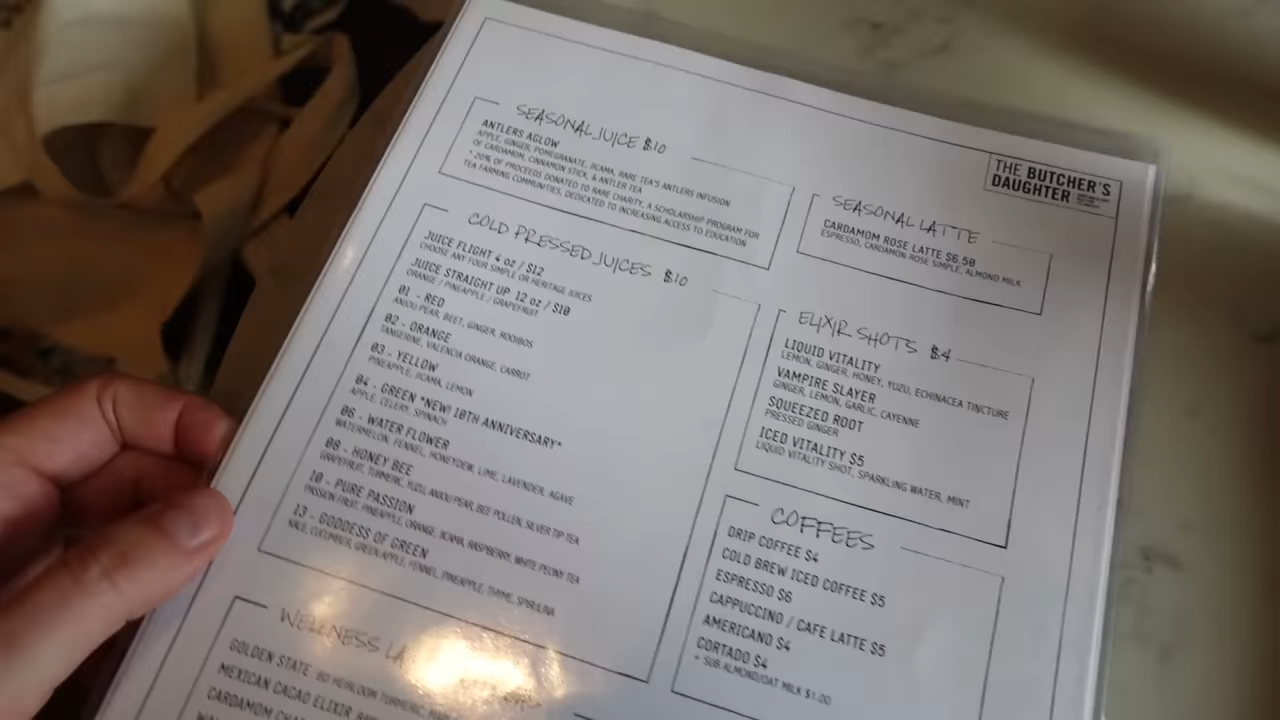 SEASONAL JUICE $10
ANTLERS AGLOW
APPLE, GINGER, POMEGRANATE, JICAMA, RARE TEA'S ANTLERS INFUSION
OF CARDAMOM, CINNAMON STICK, & ANTLER TEA
* 20% OF PROCEEDS DONATED TO RARE CHARITY, A SCHOLARSHIP PROGRAM FOR
TEA FARMING COMMUNITIES, DEDICATED TO INCREASING ACCESS TO EDUCATION
COLD PRESSED JUICES $10
JUICE FLIGHT 4 oz / $12
CHOOSE ANY FOUR SIMPLE OR HERITAGE JUICES
JUICE STRAIGHT UP 12 oz / $10
ORANGE / PINEAPPLE / GRAPEFRUIT
01 - RED
ANJOU PEAR, BEET, GINGER, ROOIBOS
02 - ORANGE
TANGERINE, VALENCIA ORANGE, CARROT
03 - YELLOW
PINEAPPLE, JICAMA, LEMON
04 - GREEN *NEW! 10TH ANNIVERSARY*
APPLE, CELERY, SPINACH
06 - WATER FLOWER
WATERMELON, FENNEL, HONEYDEW, LIME, LAVENDER, AGAVE
08 - HONEY BEE
GRAPEFRUIT, TURMERIC, YUZU, ANJOU PEAR, BEE POLLEN, SILVER TIP TEA
10 - PURE PASSION
PASSION FRUIT, PINEAPPLE, ORANGE, JICAMA, RASPBERRY, WHITE PEONY TEA
13 - GODDESS OF GREEN
KALE, CUCUMBER, GREEN APPLE, FENNEL, PINEAPPLE, THYME, SPIRULINA
WELLNESS
GOLDEN STATE HEIRLOOM TURMERIC,
MEXICAN CACAO ELIXIR
CARDAMOM
THE BUTCHER'S
DAUGHTER
SEASONAL LATTE
CARDAMOM ROSE LATTE $6.50
ESPRESSO, CARDAMON-ROSE SIMPLE, ALMOND MILK
ELIXIR SHOTS $4
LIQUID VITALITY
LEMON, GINGER, HONEY, YUZU, ECHINACEA TINCTURE
VAMPIRE SLAYER
GINGER, LEMON, GARLIC, CAYENNE
SQUEEZED ROOT
PRESSED GINGER
ICED VITALITY $5
LIQUID VITALITY SHOT, SPARKLING WATER, MINT
COFFEES
DRIP COFFEE $4
COLD BREW ICED COFFEE $5
ESPRESSO $6
CAPPUCCINO / CAFE LATTE $5
AMERICANO $4
CORTADO $4
+ SUB ALMOND/OAT MILK $1.00